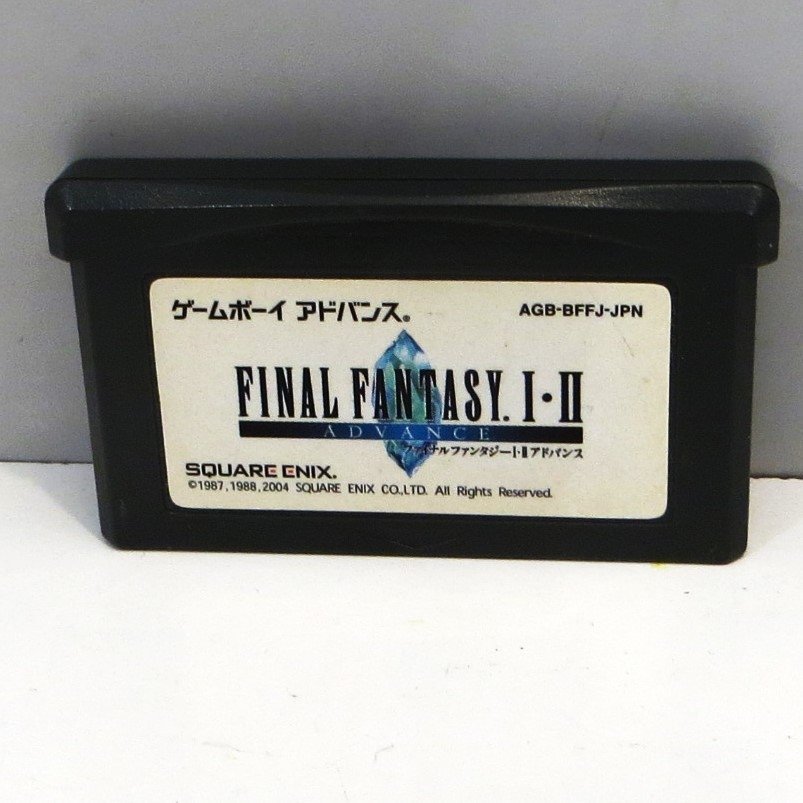 ゲームボーイ アドバンス®
AGB-BFFJ-JPN
FINAL FANTASY® I・II
ADVANCE
ファイナルファンタジーI・II アドバンス
SQUARE ENIX®
©1987, 1988, 2004 SQUARE ENIX CO.,LTD. All Rights Reserved.